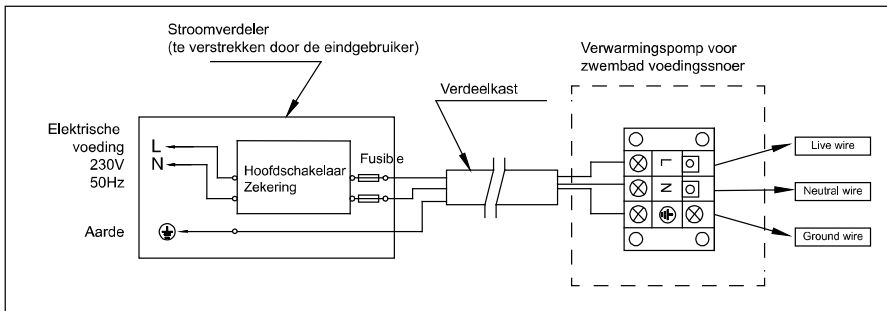 Stroomverdeler
(te verstrekken door de eindgebruiker)
Verwarmingspomp voor
zwembad voedingssnoer
Verdeelkast
Elektrische
voeding
230V
50Hz
L
N
Hoofdschakelaar
Zekering
Fusible
Aarde
L
N
Live wire
Neutral wire
Ground wire